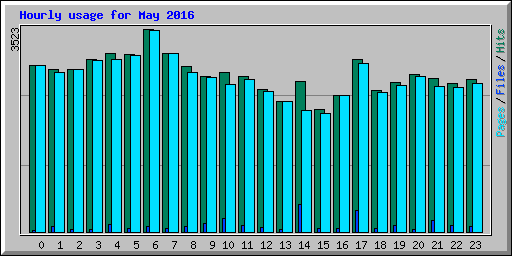 Hourly usage for May 2016
3523
Pages/Files/Hits
0 1 2 3 4 5 6 7 8 9 10 11 12 13 14 15 16 17 18 19 20 21 22 23